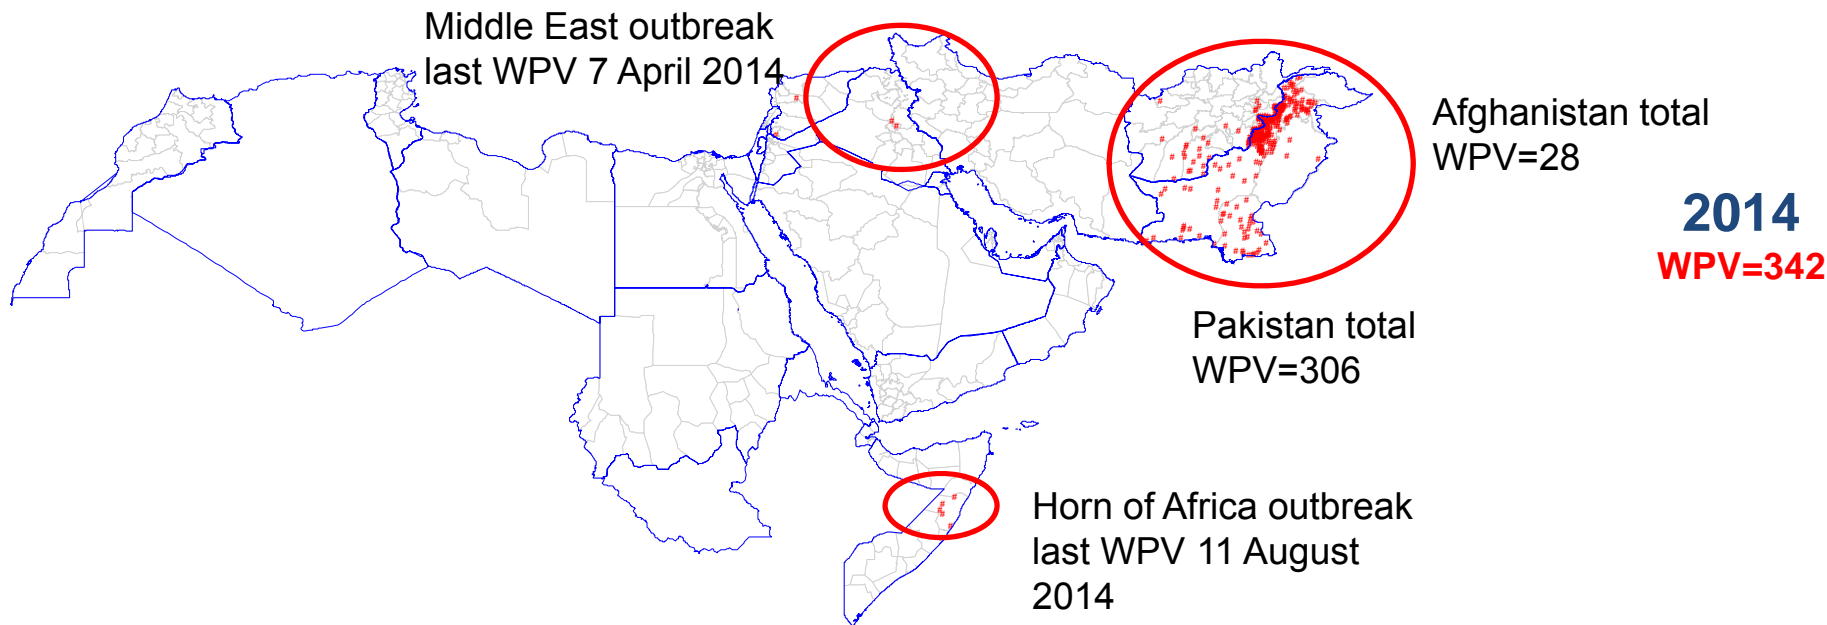 Middle East outbreak
last WPV 7 April 2014
Afghanistan total
WPV=28
2014
WPV=342
Pakistan total
WPV=306
Horn of Africa outbreak
last WPV 11 August
2014